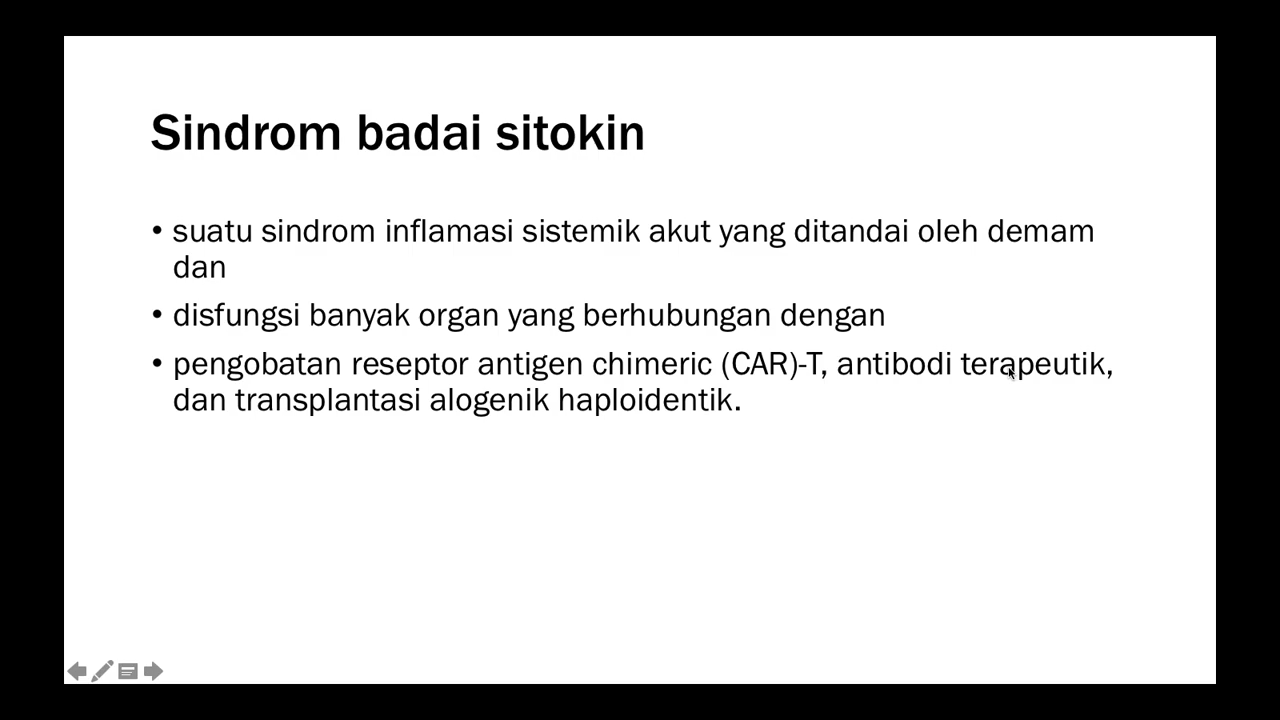 Sindrom badai sitokin
• suatu sindrom inflamasi sistemik akut yang ditandai oleh demam
dan
• disfungsi banyak organ yang berhubungan dengan
• pengobatan reseptor antigen chimeric (CAR)-T, antibodi terapeutik,
dan transplantasi alogenik haploidentik.